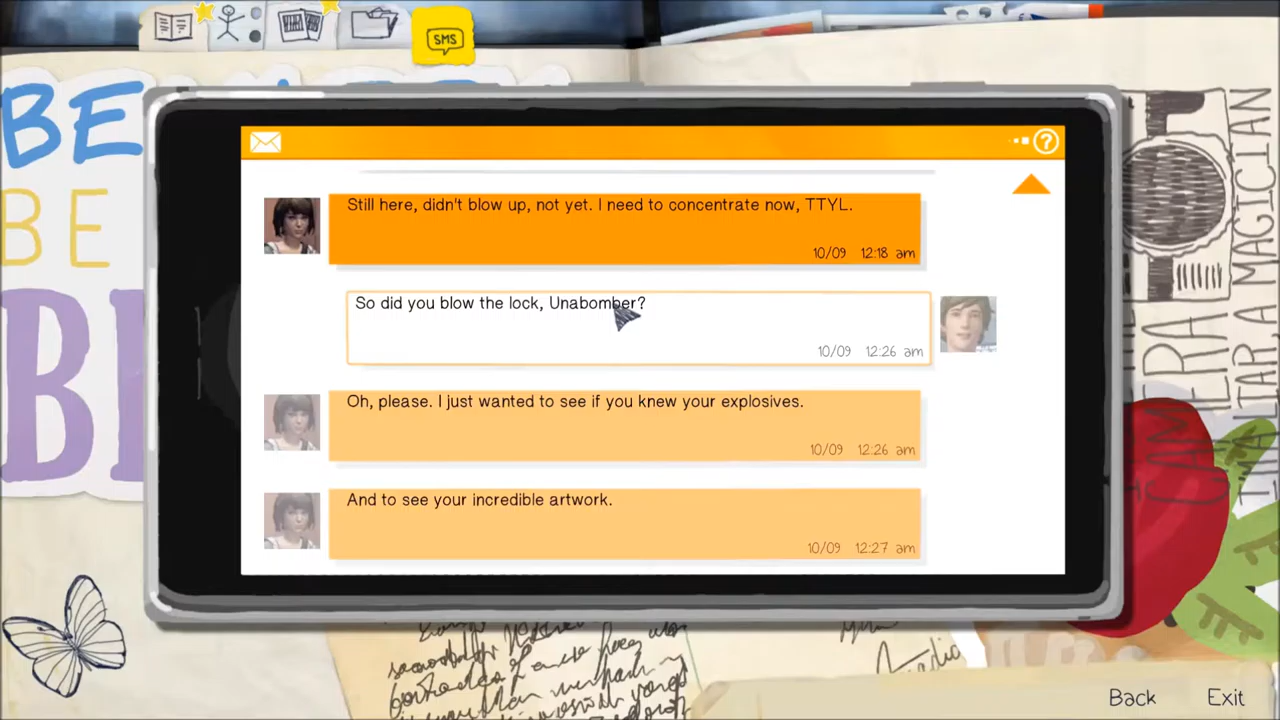 SMS
BE
BE
B
Still here, didn't blow up, not yet. I need to concentrate now, TTYL.
10/09 12:18 am
So did you blow the lock, Unabomber?
10/09 12:26 am
Oh, please. I just wanted to see if you knew your explosives.
10/09 12:26 am
And to see your incredible artwork.
10/09 12:27 am
CAMERA
MAGICIAN
Back
Exit